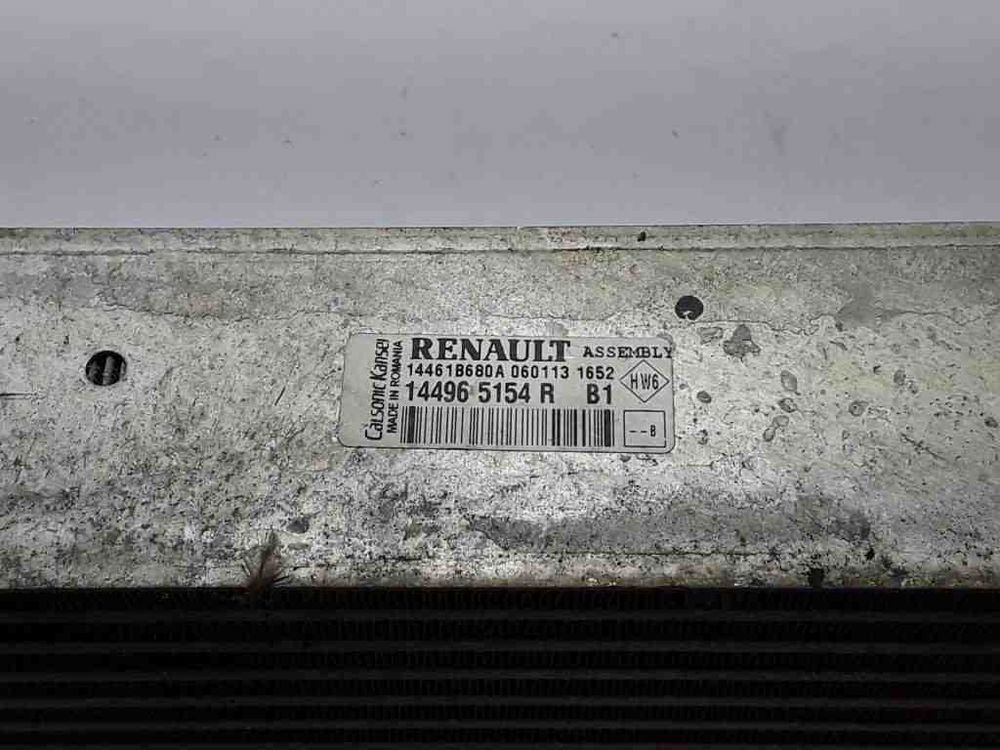 Calsonic Kansei
MADE IN ROMANIA
RENAULT ASSEMBLY
14461B680A 060113 1652
14496 5154 R B1
HW6
--B